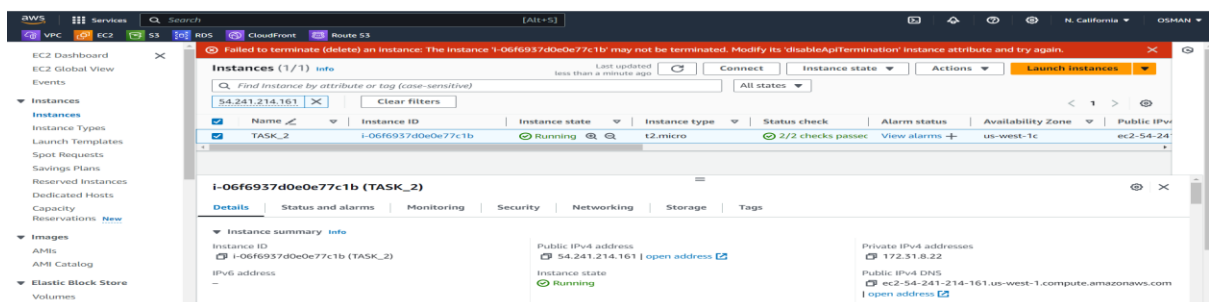 aws Services Search [Alt+S] N. California OSMAN
VPC EC2 S3 RDS CloudFront Route 53
EC2 Dashboard
EC2 Global View
Events
Instances
Instances
Instance Types
Launch Templates
Spot Requests
Savings Plans
Reserved Instances
Dedicated Hosts
Capacity
Reservations New
Images
AMIs
AMI Catalog
Elastic Block Store
Volumes
Failed to terminate (delete) an instance: The instance 'i-06f6937d0e0e77c1b' may not be terminated. Modify its 'disableApiTermination' instance attribute and try again.
Instances (1/1) Info Last updated less than a minute ago Connect Instance state Actions Launch instances
Find Instance by attribute or tag (case-sensitive) All states
54.241.214.161 Clear filters 1
Name Instance ID Instance state Instance type Status check Alarm status Availability Zone Public IPv
TASK_2 i-06f6937d0e0e77c1b Running t2.micro 2/2 checks passec View alarms + us-west-1c ec2-54-24
i-06f6937d0e0e77c1b (TASK_2)
Details Status and alarms Monitoring Security Networking Storage Tags
Instance summary Info
Instance ID
i-06f6937d0e0e77c1b (TASK_2)
IPv6 address
–
Public IPv4 address
54.241.214.161 | open address
Instance state
Running
Private IPv4 addresses
172.31.8.22
Public IPv4 DNS
ec2-54-241-214-161.us-west-1.compute.amazonaws.com
| open address